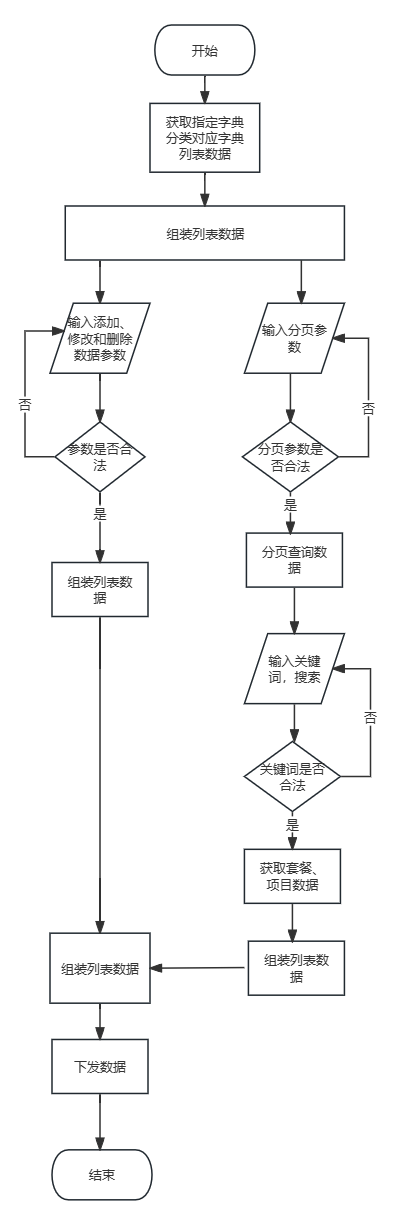 开始
获取指定字典
分类对应字典
列表数据
组装列表数据
输入添加、
修改和删除
数据参数
输入分页参
数
否
否
参数是否合
法
分页参数是
否合法
是
是
分页查询数
据
组装列表数
据
输入关键
词，搜索
否
关键词是否
合法
是
获取套餐、
项目数据
组装列表数据
组装列表数
据
下发数据
结束